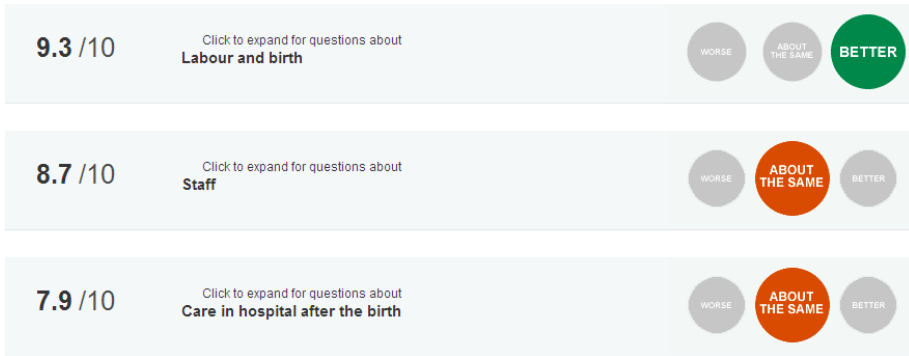 9.3 /10
Click to expand for questions about
Labour and birth
WORSE
ABOUT
THE SAME
BETTER
8.7 /10
Click to expand for questions about
Staff
WORSE
ABOUT
THE SAME
BETTER
7.9 /10
Click to expand for questions about
Care in hospital after the birth
WORSE
ABOUT
THE SAME
BETTER